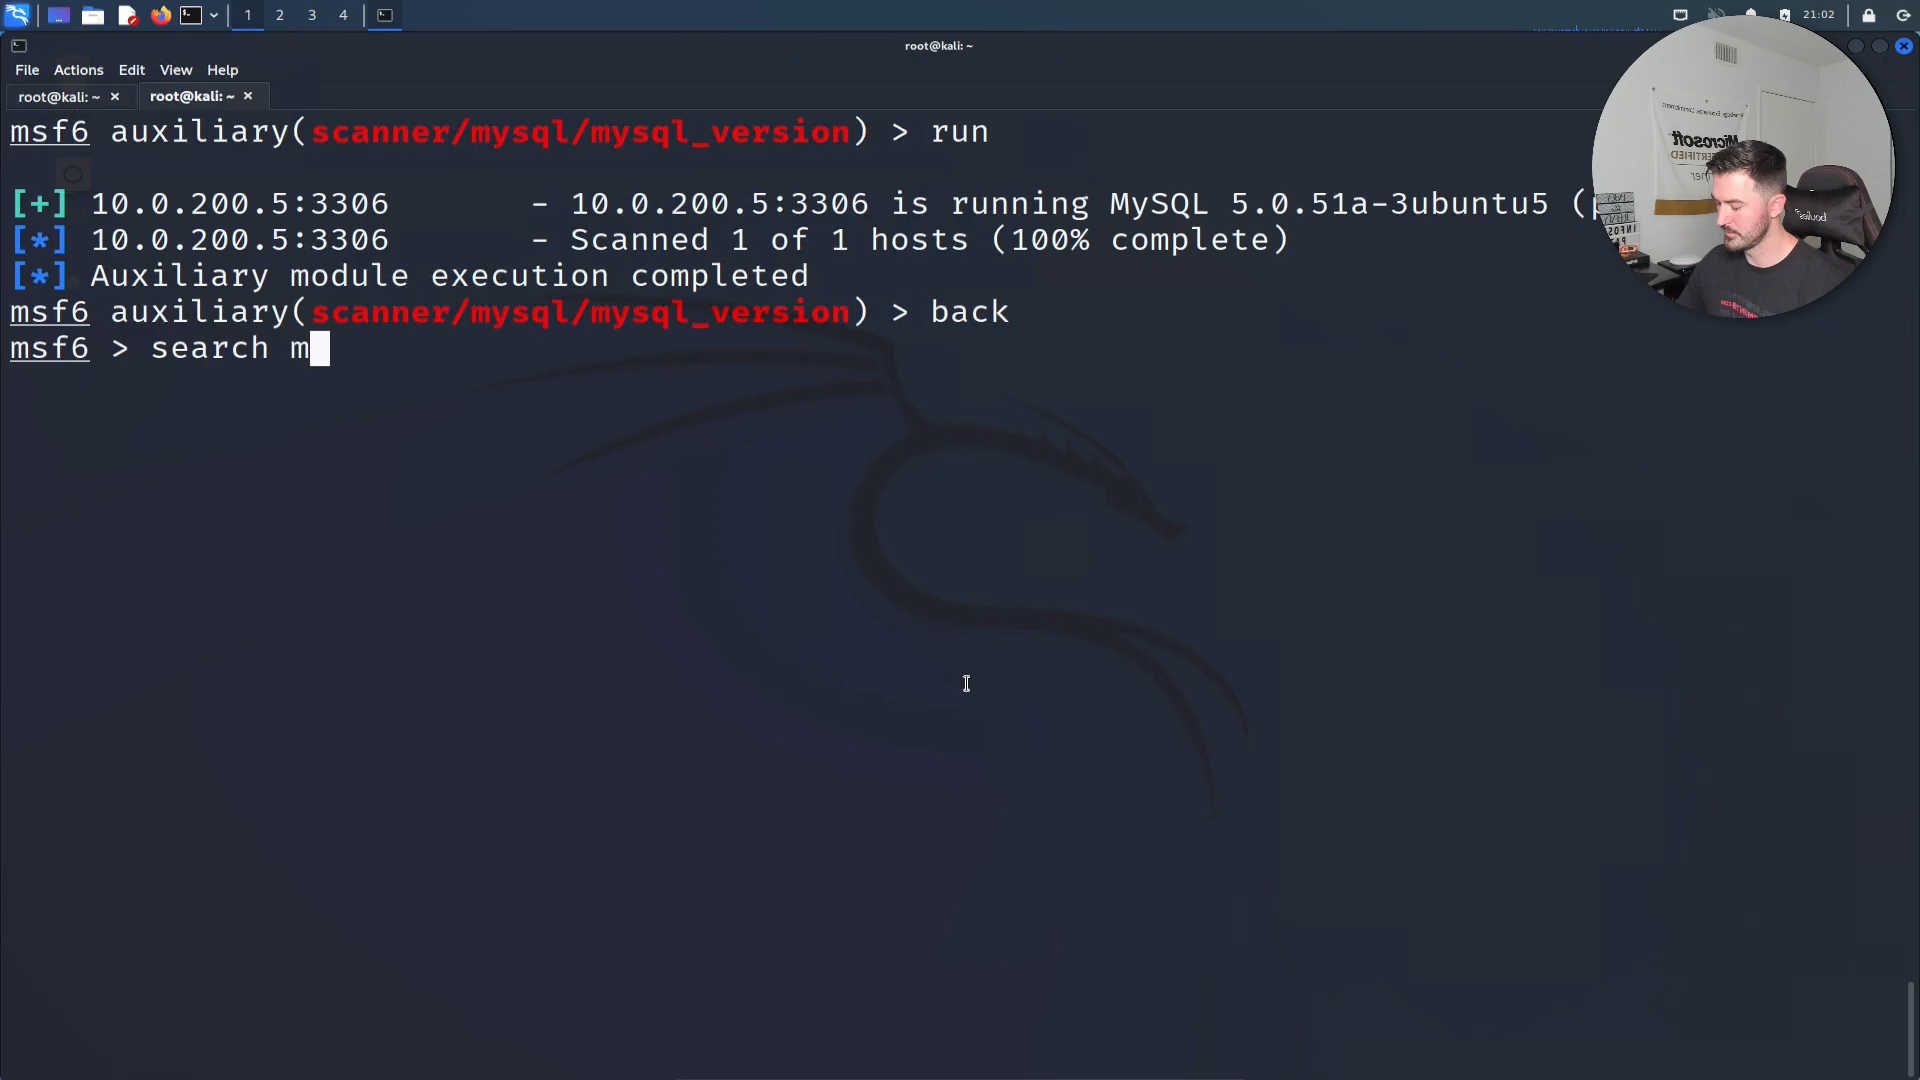 1 2 3 4 21:02
root@kali: ~
File Actions Edit View Help
root@kali: ~ × root@kali: ~ ×
msf6 auxiliary(scanner/mysql/mysql_version) > run
[+] 10.0.200.5:3306 - 10.0.200.5:3306 is running MySQL 5.0.51a-3ubuntu5 (
[*] 10.0.200.5:3306 - Scanned 1 of 1 hosts (100% complete)
[*] Auxiliary module execution completed
msf6 auxiliary(scanner/mysql/mysql_version) > back
msf6 > search m
Microsoft
CERTIFIED